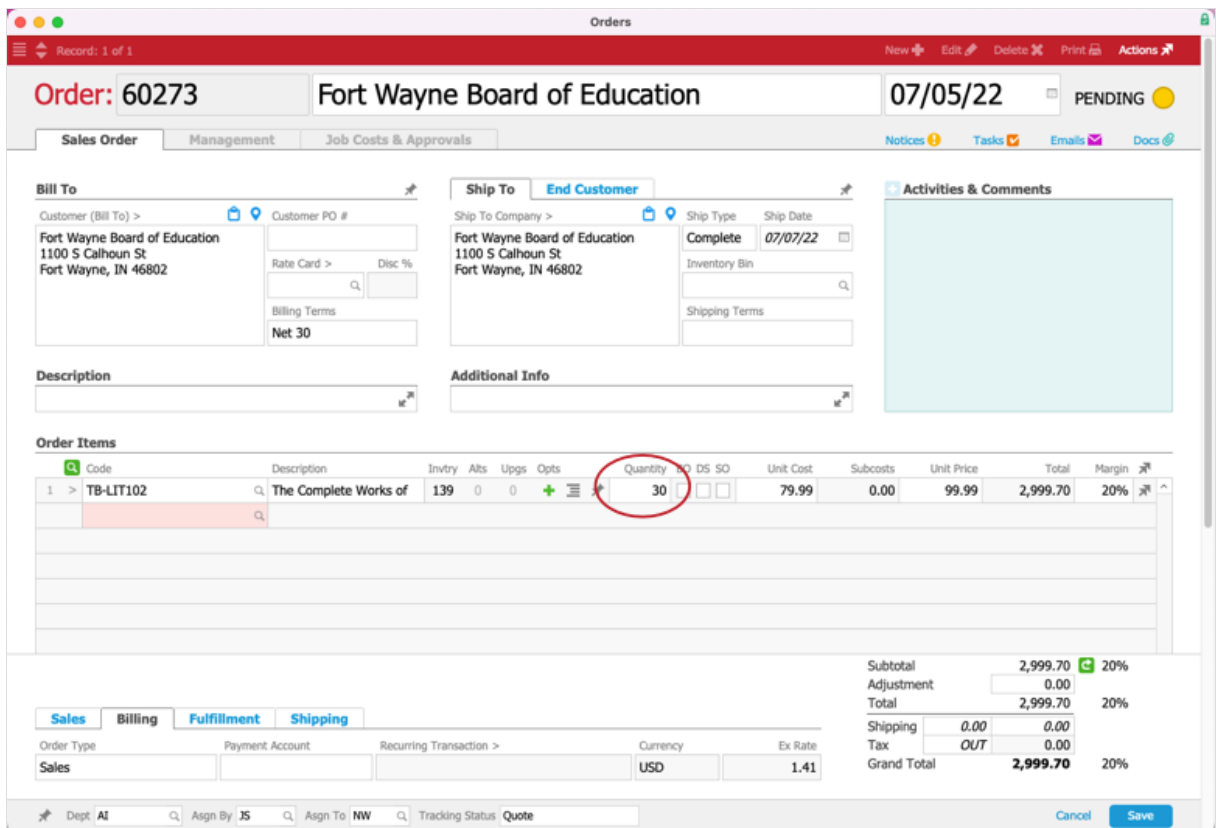 Orders
Record: 1 of 1 New Edit Delete Print Actions
Order: 60273 Fort Wayne Board of Education 07/05/22 PENDING
Sales Order Management Job Costs & Approvals Notices Tasks Emails Docs
Bill To Ship To End Customer Activities & Comments
Customer (Bill To) > Customer PO # Ship To Company > Ship Type Ship Date
Fort Wayne Board of Education Fort Wayne Board of Education Complete 07/07/22
1100 S Calhoun St 1100 S Calhoun St
Fort Wayne, IN 46802 Rate Card > Disc % Fort Wayne, IN 46802 Inventory Bin
Billing Terms Shipping Terms
Net 30
Description Additional Info
Order Items
Code Description Invtry Alts Upgs Opts Quantity BO DS SO Unit Cost Subcosts Unit Price Total Margin
1 > TB-LIT102 The Complete Works of 139 0 0 30 79.99 0.00 99.99 2,999.70 20%
Subtotal 2,999.70 20%
Adjustment 0.00
Total 2,999.70 20%
Sales Billing Fulfillment Shipping Shipping 0.00 0.00
Order Type Payment Account Recurring Transaction > Currency Ex Rate Tax OUT 0.00
Sales USD 1.41 Grand Total 2,999.70 20%
Dept AI Asgn By JS Asgn To NW Tracking Status Quote Cancel Save